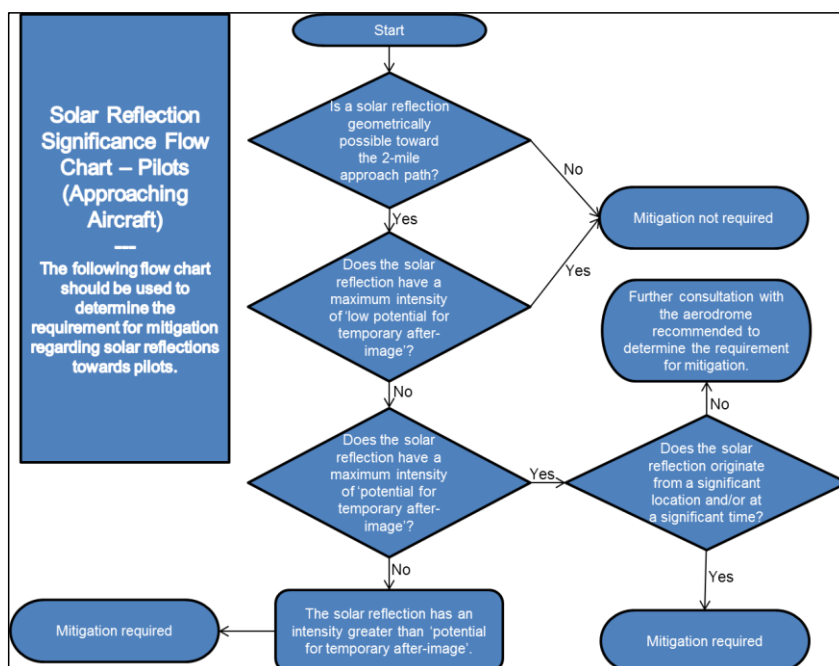 Solar Reflection
Significance Flow
Chart – Pilots
(Approaching
Aircraft)
—
The following flow chart
should be used to
determine the
requirement for mitigation
regarding solar reflections
towards pilots.
Start
Is a solar reflection
geometrically
possible toward
the 2-mile
approach path?
No
Mitigation not required
Yes
Does the solar
reflection have a
maximum intensity
of 'low potential for
temporary after-
image'?
Yes
Further consultation with
the aerodrome
recommended to
determine the requirement
for mitigation.
No
No
Does the solar
reflection have a
maximum intensity
of 'potential for
temporary after-
image'?
Yes
Does the solar
reflection originate
from a significant
location and/or at
a significant time?
No
Yes
The solar reflection has an
intensity greater than 'potential
for temporary after-image'.
Mitigation required
Mitigation required